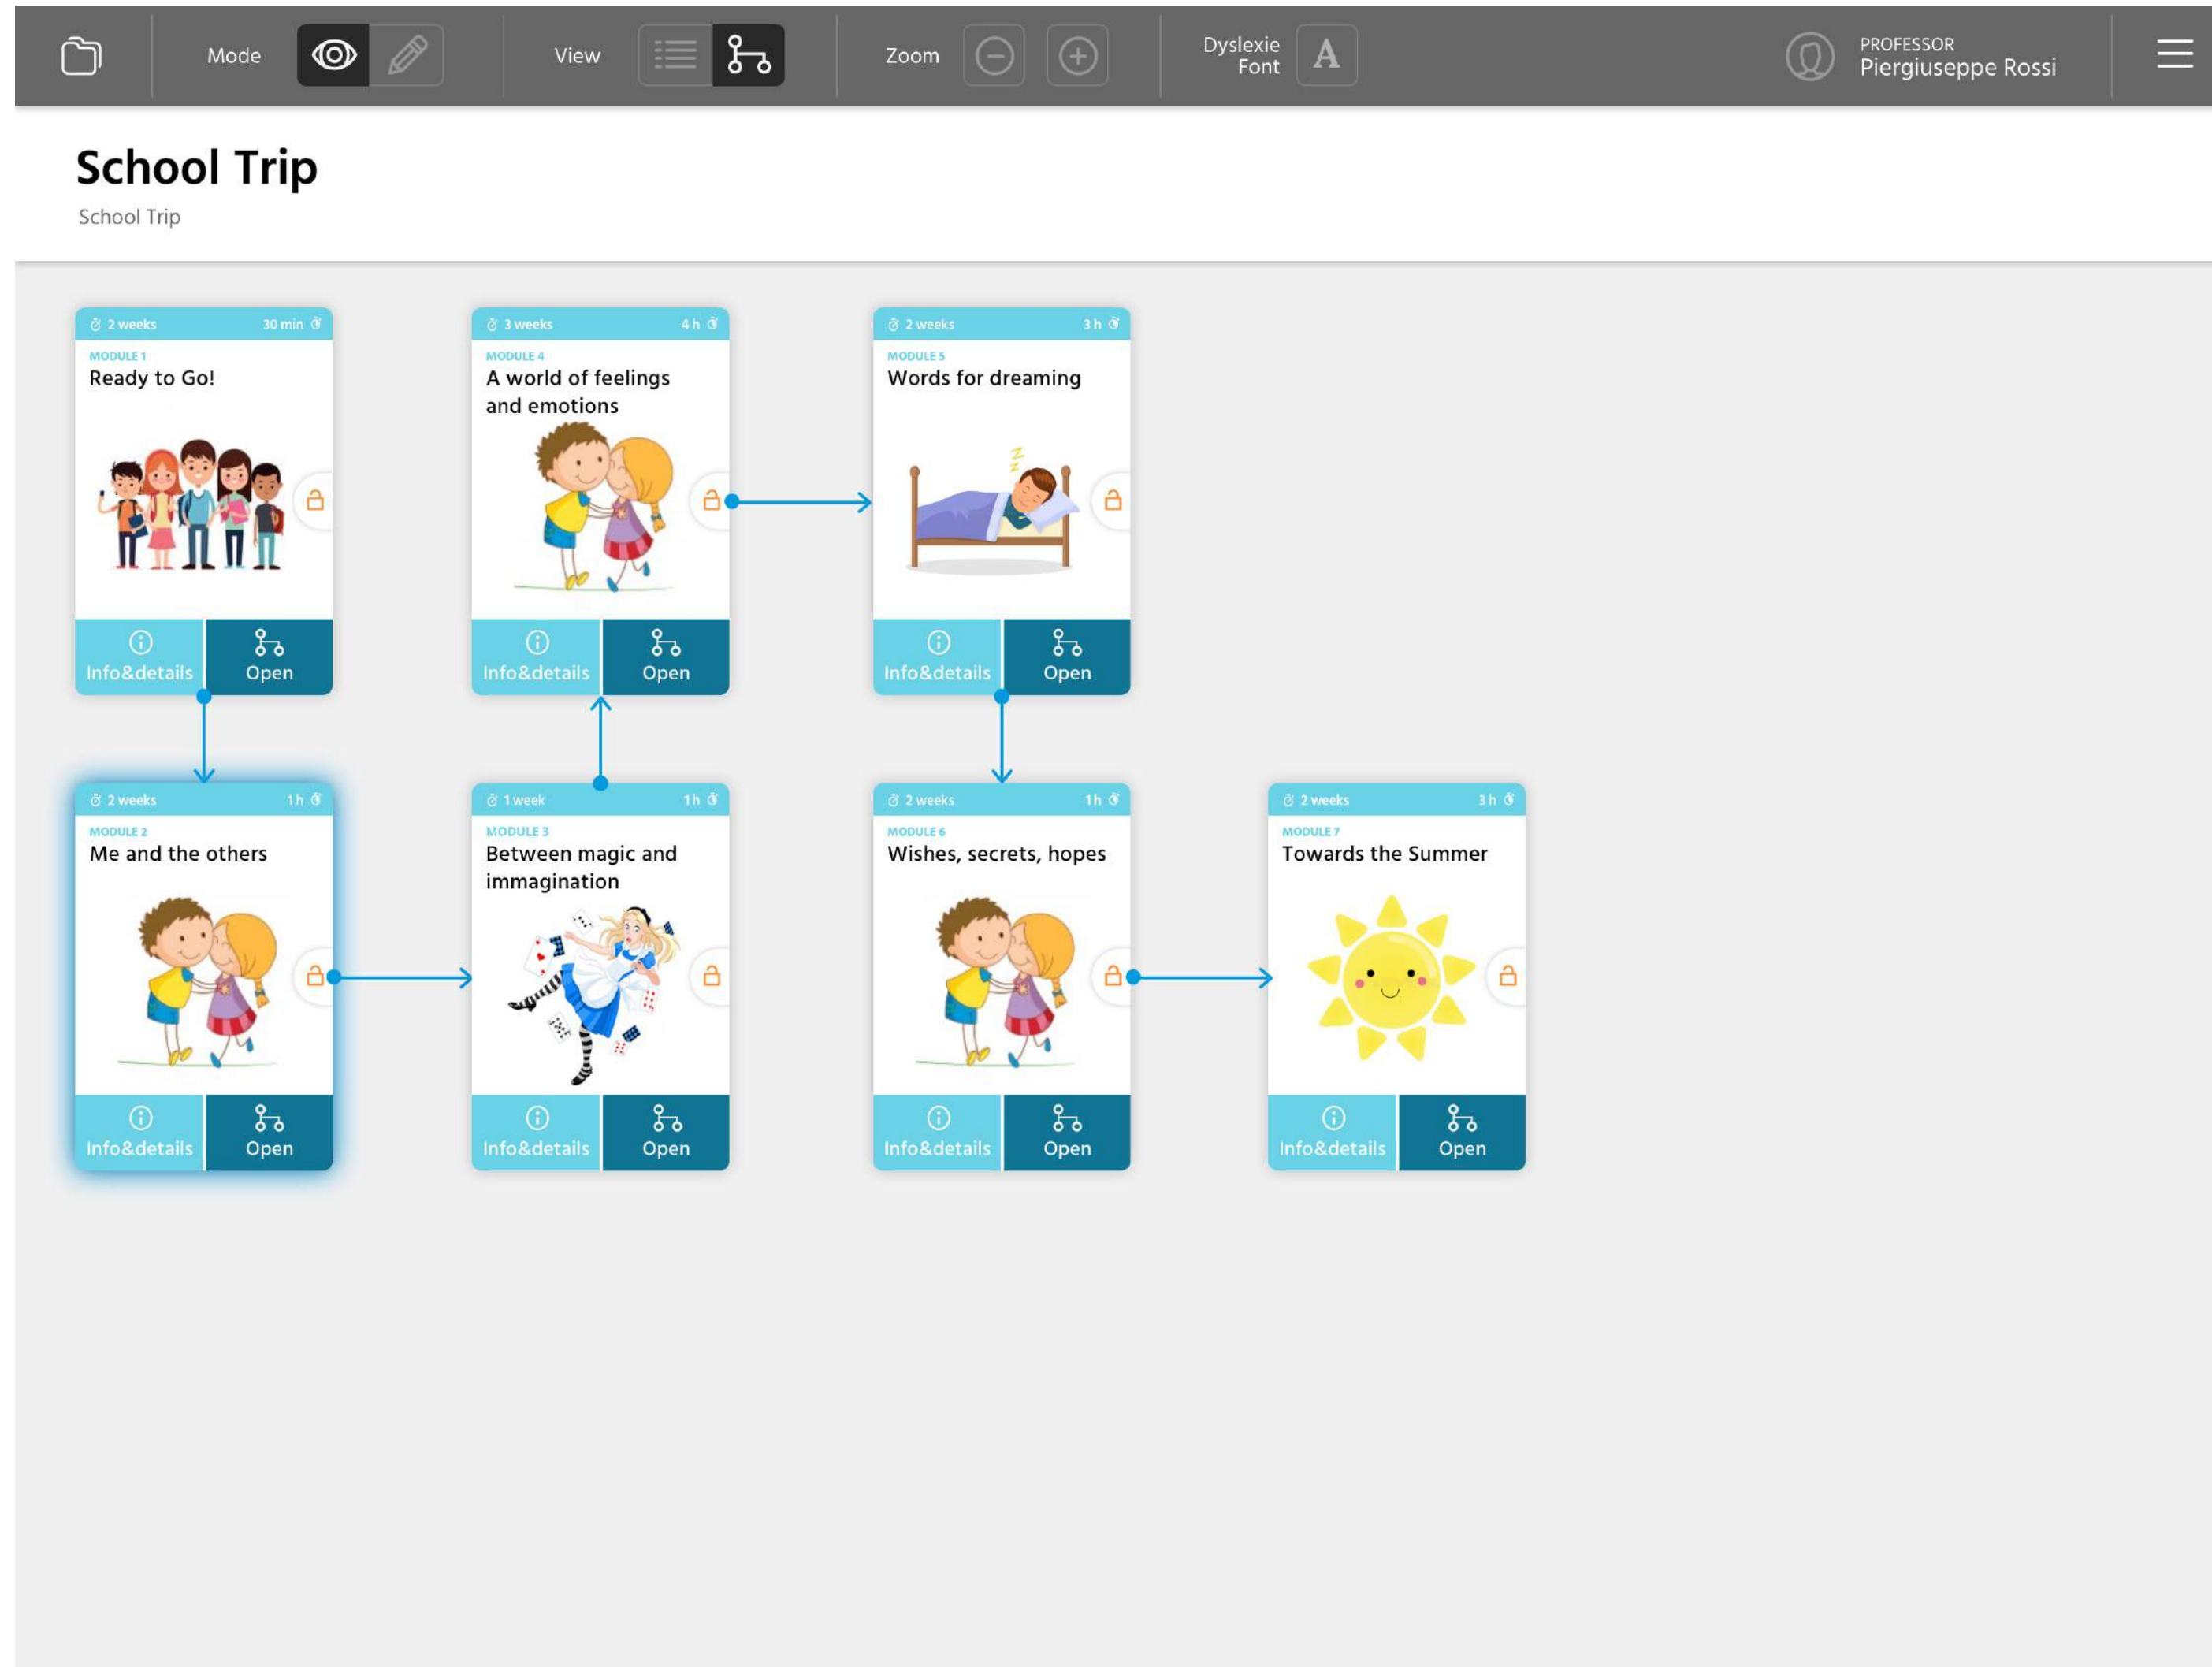 Mode
View
Zoom
Dyslexie
Font
A
PROFESSOR
Piergiuseppe Rossi
School Trip
School Trip
2 weeks 30 min
MODULE 1
Ready to Go!
Info&details Open
3 weeks 4 h
MODULE 4
A world of feelings
and emotions
Info&details Open
2 weeks 3 h
MODULE 5
Words for dreaming
Z
Z
Info&details Open
2 weeks 1 h
MODULE 2
Me and the others
Info&details Open
1 week 1 h
MODULE 3
Between magic and
immagination
Info&details Open
2 weeks 1 h
MODULE 6
Wishes, secrets, hopes
Info&details Open
2 weeks 3 h
MODULE 7
Towards the Summer
Info&details Open